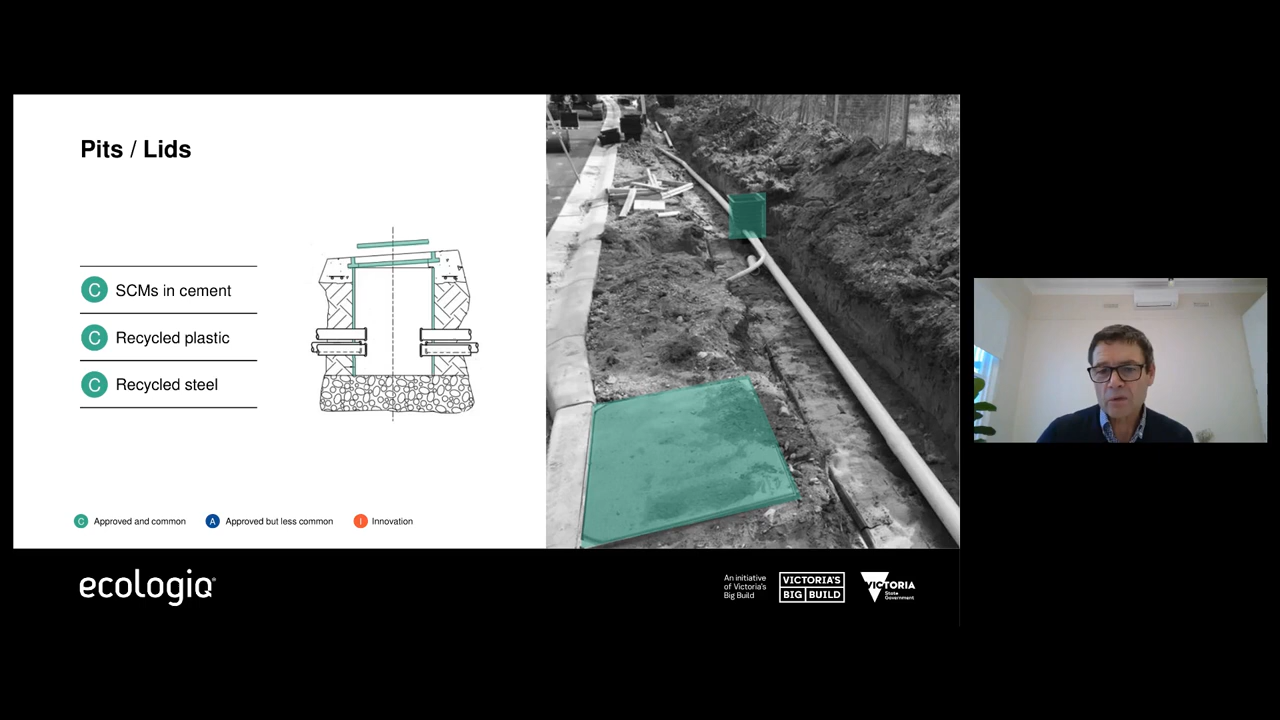 Pits / Lids
C SCMs in cement
C Recycled plastic
C Recycled steel
C Approved and common A Approved but less common I Innovation
ecologiq®
An initiative
of Victoria's
Big Build
VICTORIA'S
BIG BUILD
VICTORIA
State
Government